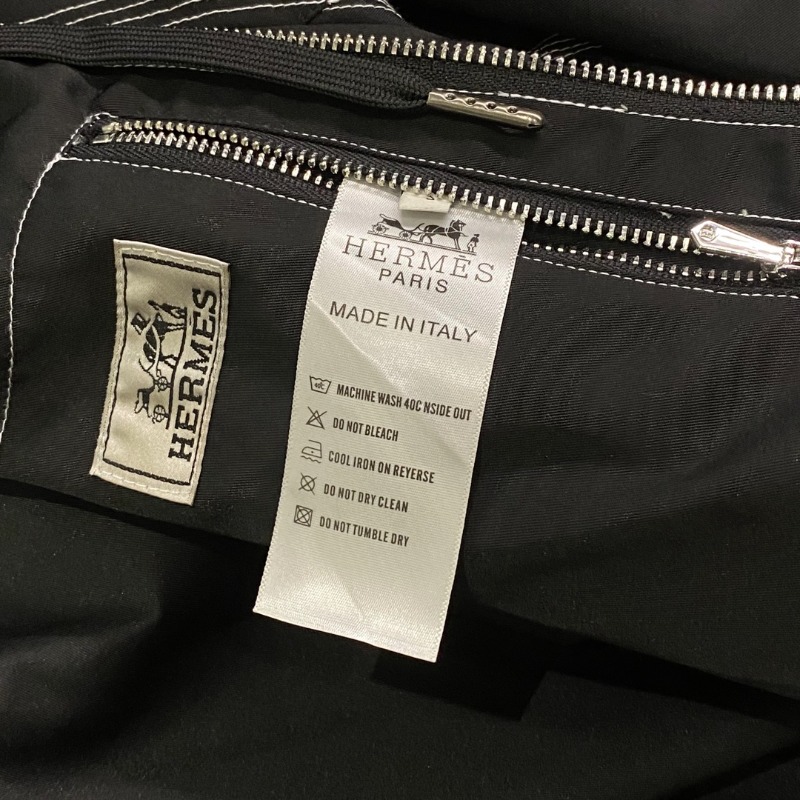 HERMES
HERMÈS
PARIS
MADE IN ITALY
40C
MACHINE WASH 40C NSIDE OUT
DO NOT BLEACH
COOL IRON ON REYERSE
DO NOT DRY CLEAN
DO NOT TUMBLE DRY